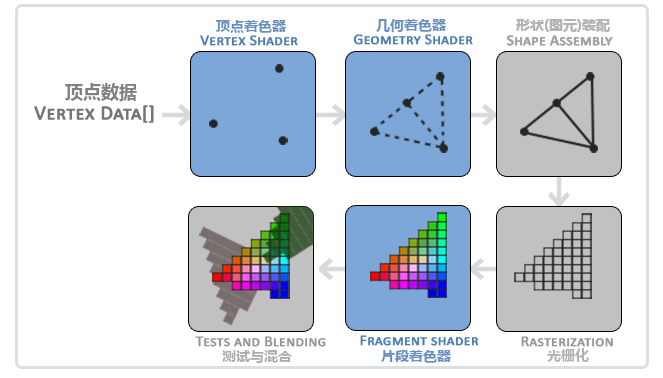 顶点数据
VERTEX DATA[]
顶点着色器
VERTEX SHADER
几何着色器
GEOMETRY SHADER
形状(图元)装配
SHAPE ASSEMBLY
RASTERIZATION
光栅化
FRAGMENT SHADER
片段着色器
TESTS AND BLENDING
测试与混合